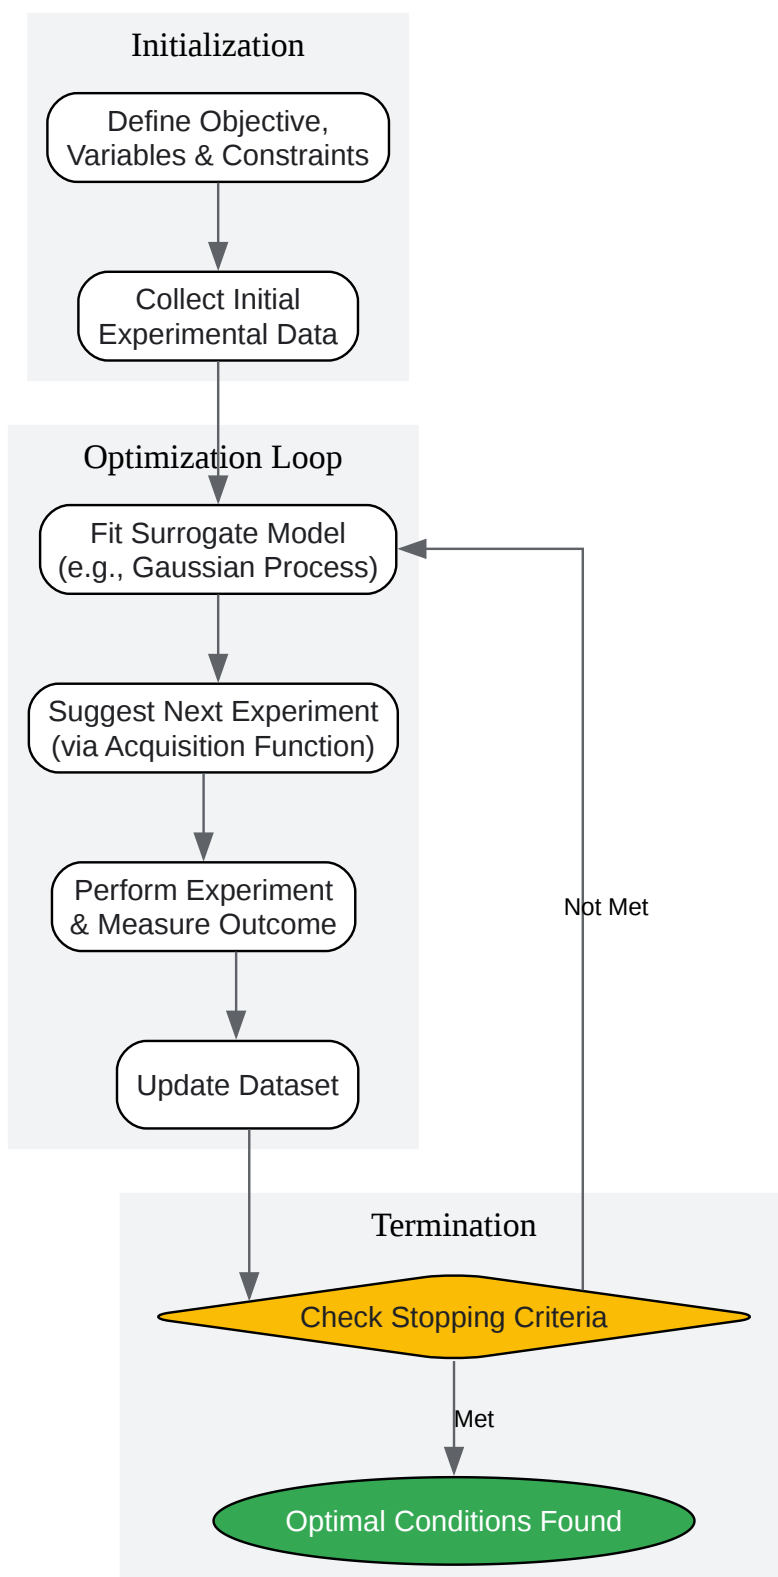 Initialization
Define Objective,
Variables & Constraints
Collect Initial
Experimental Data
Optimization Loop
Fit Surrogate Model
(e.g., Gaussian Process)
Suggest Next Experiment
(via Acquisition Function)
Perform Experiment
& Measure Outcome
Not Met
Update Dataset
Termination
Check Stopping Criteria
Met
Optimal Conditions Found